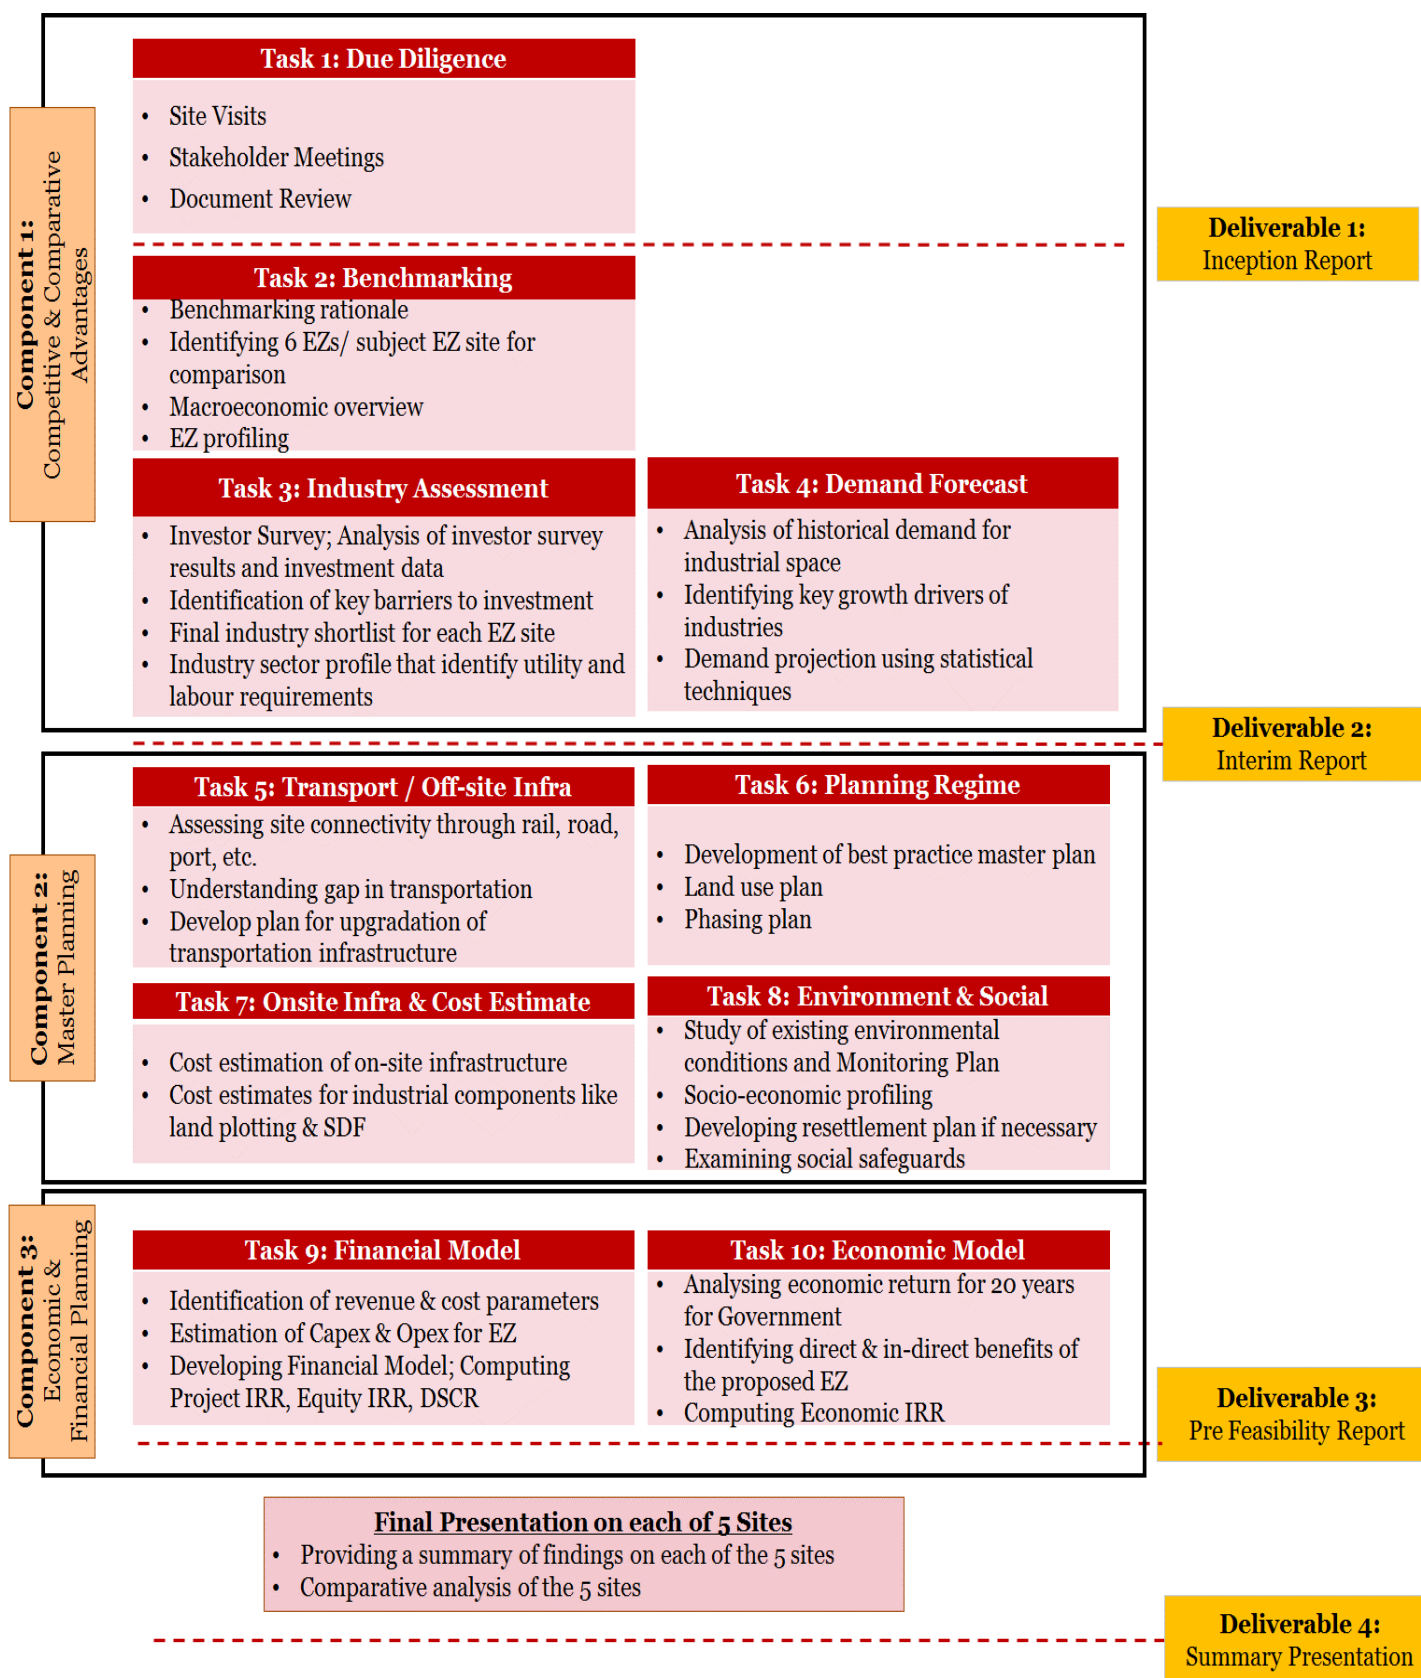 Component 1:
Competitive & Comparative
Advantages
Task 1: Due Diligence
• Site Visits
• Stakeholder Meetings
• Document Review
Deliverable 1:
Inception Report
Task 2: Benchmarking
• Benchmarking rationale
• Identifying 6 EZs/ subject EZ site for
comparison
• Macroeconomic overview
• EZ profiling
Task 3: Industry Assessment
• Investor Survey; Analysis of investor survey
results and investment data
• Identification of key barriers to investment
• Final industry shortlist for each EZ site
• Industry sector profile that identify utility and
labour requirements
Task 4: Demand Forecast
• Analysis of historical demand for
industrial space
• Identifying key growth drivers of
industries
• Demand projection using statistical
techniques
Deliverable 2:
Interim Report
Component 2:
Master Planning
Task 5: Transport / Off-site Infra
• Assessing site connectivity through rail, road,
port, etc.
• Understanding gap in transportation
• Develop plan for upgradation of
transportation infrastructure
Task 6: Planning Regime
• Development of best practice master plan
• Land use plan
• Phasing plan
Task 7: Onsite Infra & Cost Estimate
• Cost estimation of on-site infrastructure
• Cost estimates for industrial components like
land plotting & SDF
Task 8: Environment & Social
• Study of existing environmental
conditions and Monitoring Plan
• Socio-economic profiling
• Developing resettlement plan if necessary
• Examining social safeguards
Component 3:
Economic &
Financial Planning
Task 9: Financial Model
• Identification of revenue & cost parameters
• Estimation of Capex & Opex for EZ
• Developing Financial Model; Computing
Project IRR, Equity IRR, DSCR
Task 10: Economic Model
• Analysing economic return for 20 years
for Government
• Identifying direct & in-direct benefits of
the proposed EZ
• Computing Economic IRR
Deliverable 3:
Pre Feasibility Report
Final Presentation on each of 5 Sites
• Providing a summary of findings on each of the 5 sites
• Comparative analysis of the 5 sites
Deliverable 4:
Summary Presentation